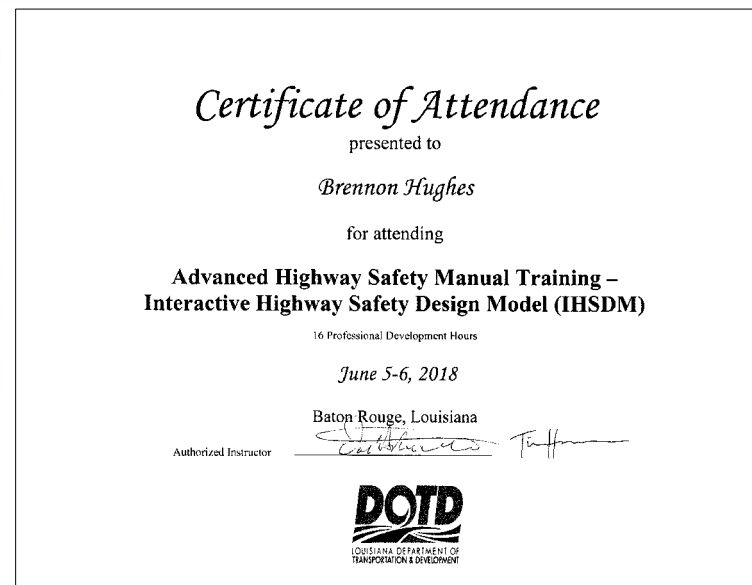 Certificate of Attendance
presented to
Brennon Hughes
for attending
Advanced Highway Safety Manual Training –
Interactive Highway Safety Design Model (IHSDM)
16 Professional Development Hours
June 5-6, 2018
Baton Rouge, Louisiana
Authorized Instructor
DOTD
LOUISIANA DEPARTMENT OF
TRANSPORTATION & DEVELOPMENT